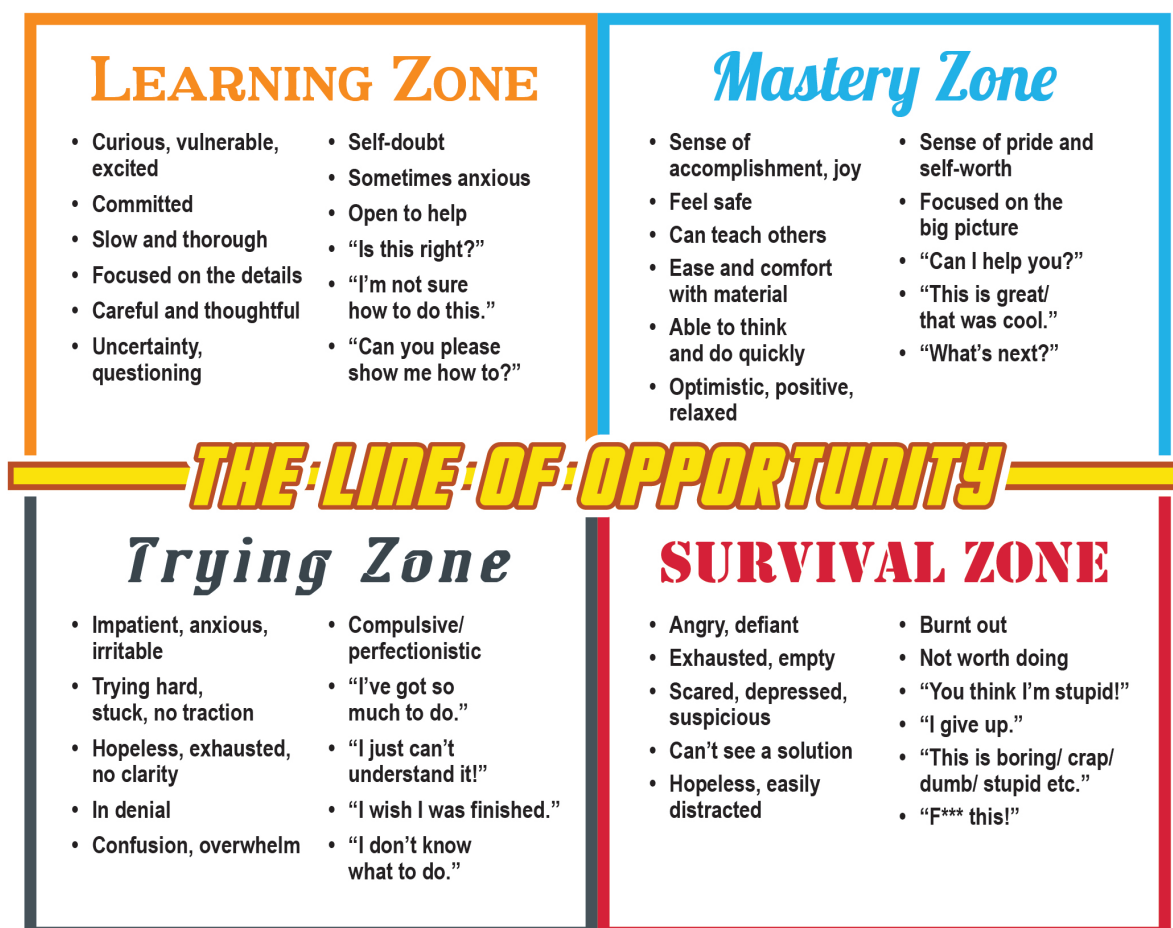 LEARNING ZONE
• Curious, vulnerable,
excited
• Committed
• Slow and thorough
• Focused on the details
• Careful and thoughtful
• Uncertainty,
questioning
• Self-doubt
• Sometimes anxious
• Open to help
• “Is this right?”
• “I’m not sure
how to do this.”
• “Can you please
show me how to?”
Mastery Zone
• Sense of
accomplishment, joy
• Feel safe
• Can teach others
• Ease and comfort
with material
• Able to think
and do quickly
• Optimistic, positive,
relaxed
• Sense of pride and
self-worth
• Focused on the
big picture
• “Can I help you?”
• “This is great/
that was cool.”
• “What’s next?”
THE LINE OF OPPORTUNITY
Trying Zone
• Impatient, anxious,
irritable
• Trying hard,
stuck, no traction
• Hopeless, exhausted,
no clarity
• In denial
• Confusion, overwhelm
• Compulsive/
perfectionistic
• “I’ve got so
much to do.”
• “I just can’t
understand it!”
• “I wish I was finished.”
• “I don’t know
what to do.”
SURVIVAL ZONE
• Angry, defiant
• Exhausted, empty
• Scared, depressed,
suspicious
• Can’t see a solution
• Hopeless, easily
distracted
• Burnt out
• Not worth doing
• “You think I’m stupid!”
• “I give up.”
• “This is boring/ crap/
dumb/ stupid etc.”
• “F*** this!”